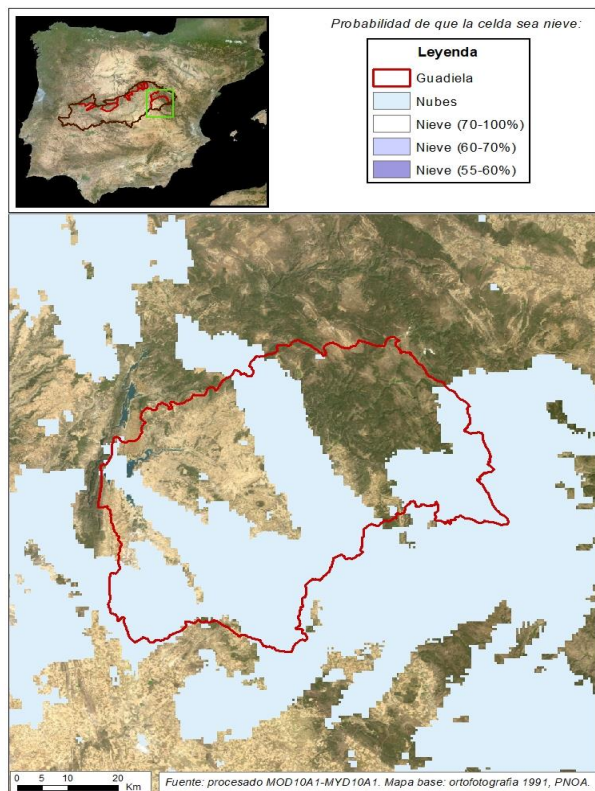 Probabilidad de que la celda sea nieve:
Leyenda
Guadiela
Nubes
Nieve (70-100%)
Nieve (60-70%)
Nieve (55-60%)
0 5 10 20
Km
Fuente: procesado MOD10A1-MYD10A1. Mapa base: ortofotografia 1991, PNOA.